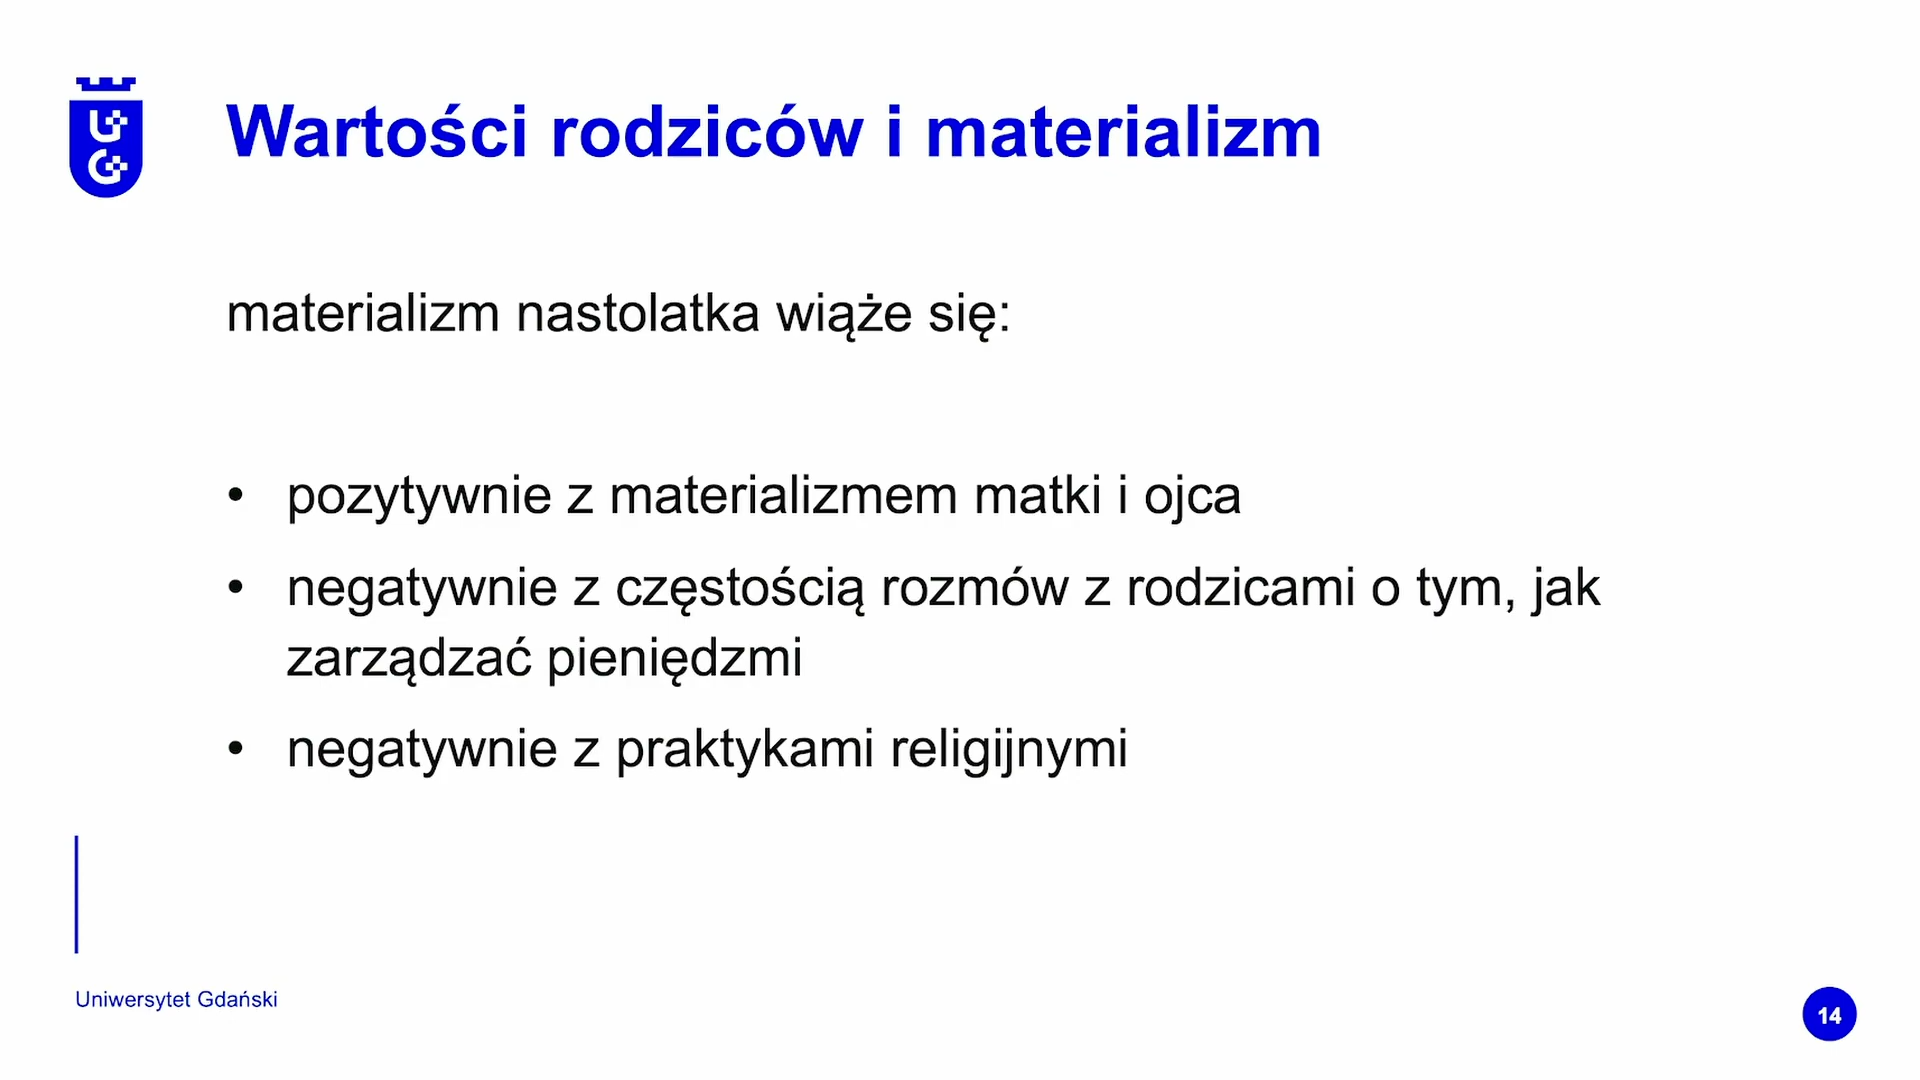 UG
Wartości rodziców i materializm
materializm nastolatka wiąże się:
• pozytywnie z materializmem matki i ojca
• negatywnie z częstością rozmów z rodzicami o tym, jak
zarządzać pieniędzmi
• negatywnie z praktykami religijnymi
Uniwersytet Gdański
14